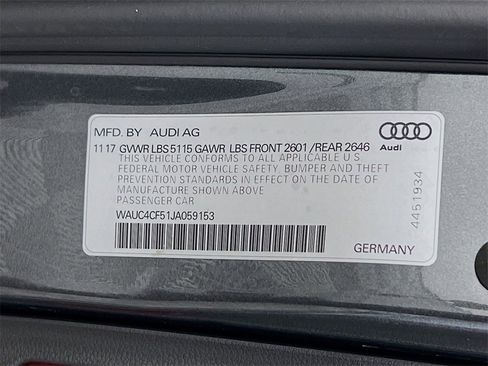 MFD. BY AUDI AG
11 17 GVWR LBS 5115 GAWR LBS FRONT 2601 / REAR 2646
THIS VEHICLE CONFORMS TO ALL APPLICABLE U S
FEDERAL MOTOR VEHICLE SAFETY, BUMPER AND THEFT
PREVENTION STANDARDS IN EFFECT ON THE DATE
OF MANUFACTURE SHOWN ABOVE
PASSENGER CAR
WAUC4CF51JA059153
Audi
4451934
GERMANY